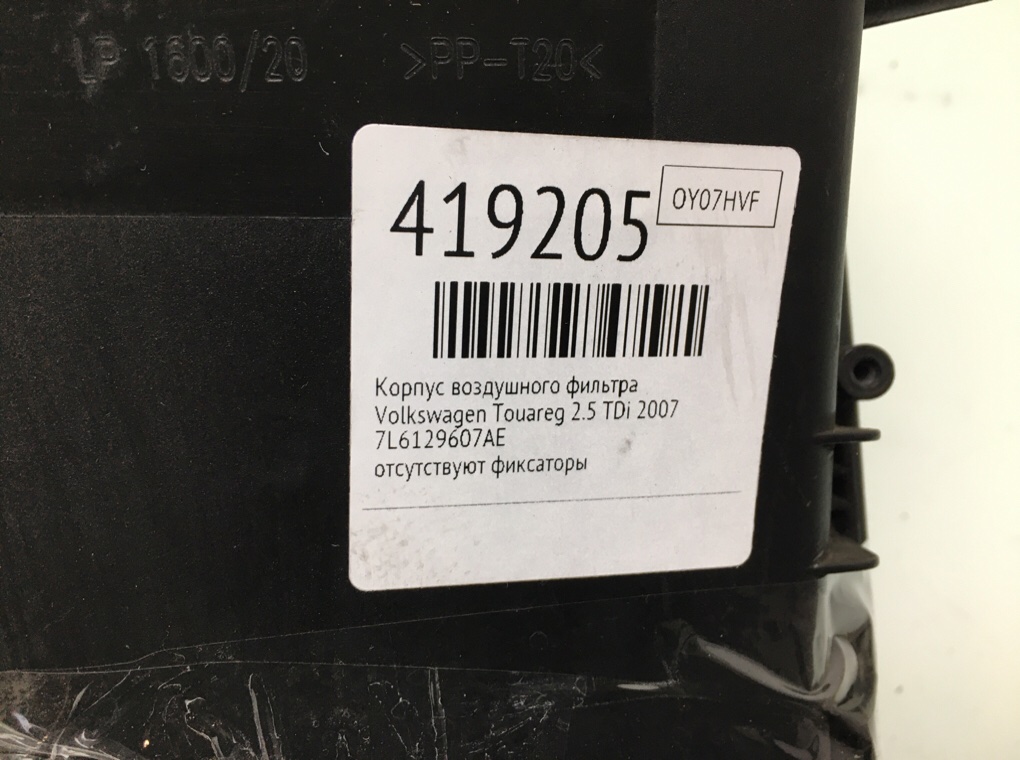 LP 1600/20 >PP-T20<
419205 OY07HVF
Корпус воздушного фильтра
Volkswagen Touareg 2.5 TDi 2007
7L6129607AE
отсутствуют фиксаторы